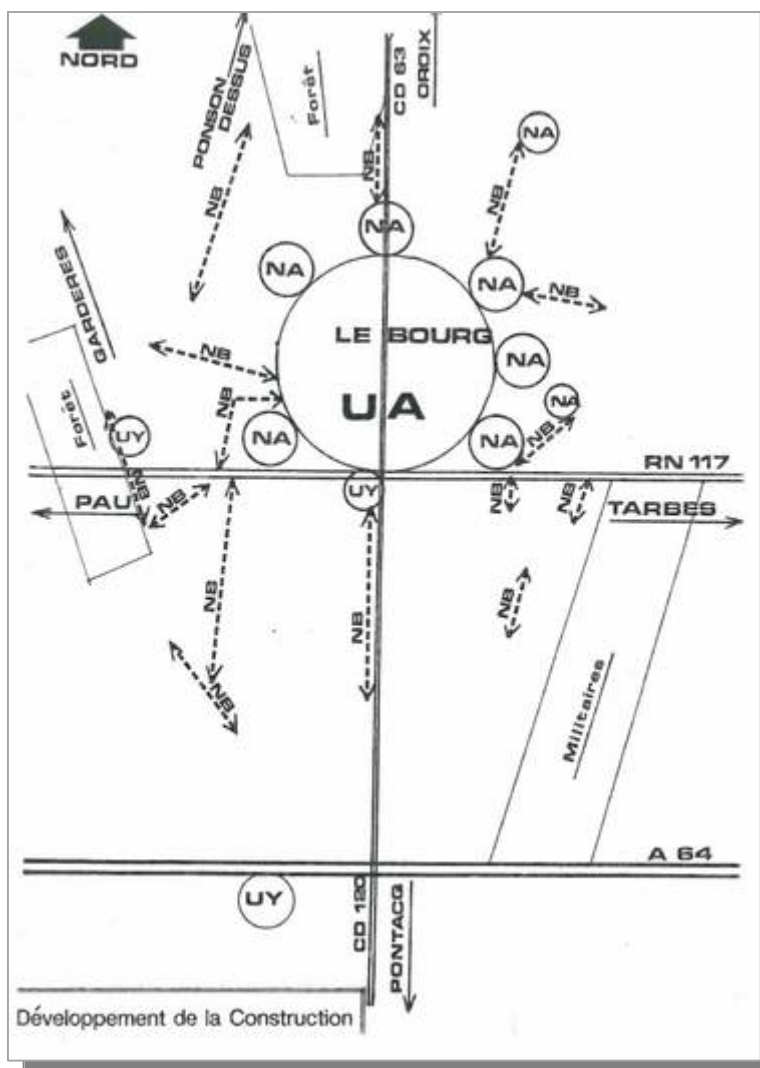 NORD
PONSON
DESSUS
Forêt
CD 63
CROIX
NA
NB
NB
NB
NA
NA
NA
NB
GARDERES
LE BOURG
NB
NA
UA
NA
Forêt
UY
NB
NA
NA
NB
RN 117
PAU
NB
NB
UY
NB
NB
TARBES
NB
NB
NB
NB
Militaires
A 64
UY
CD 120
PONTACQ
Développement de la Construction